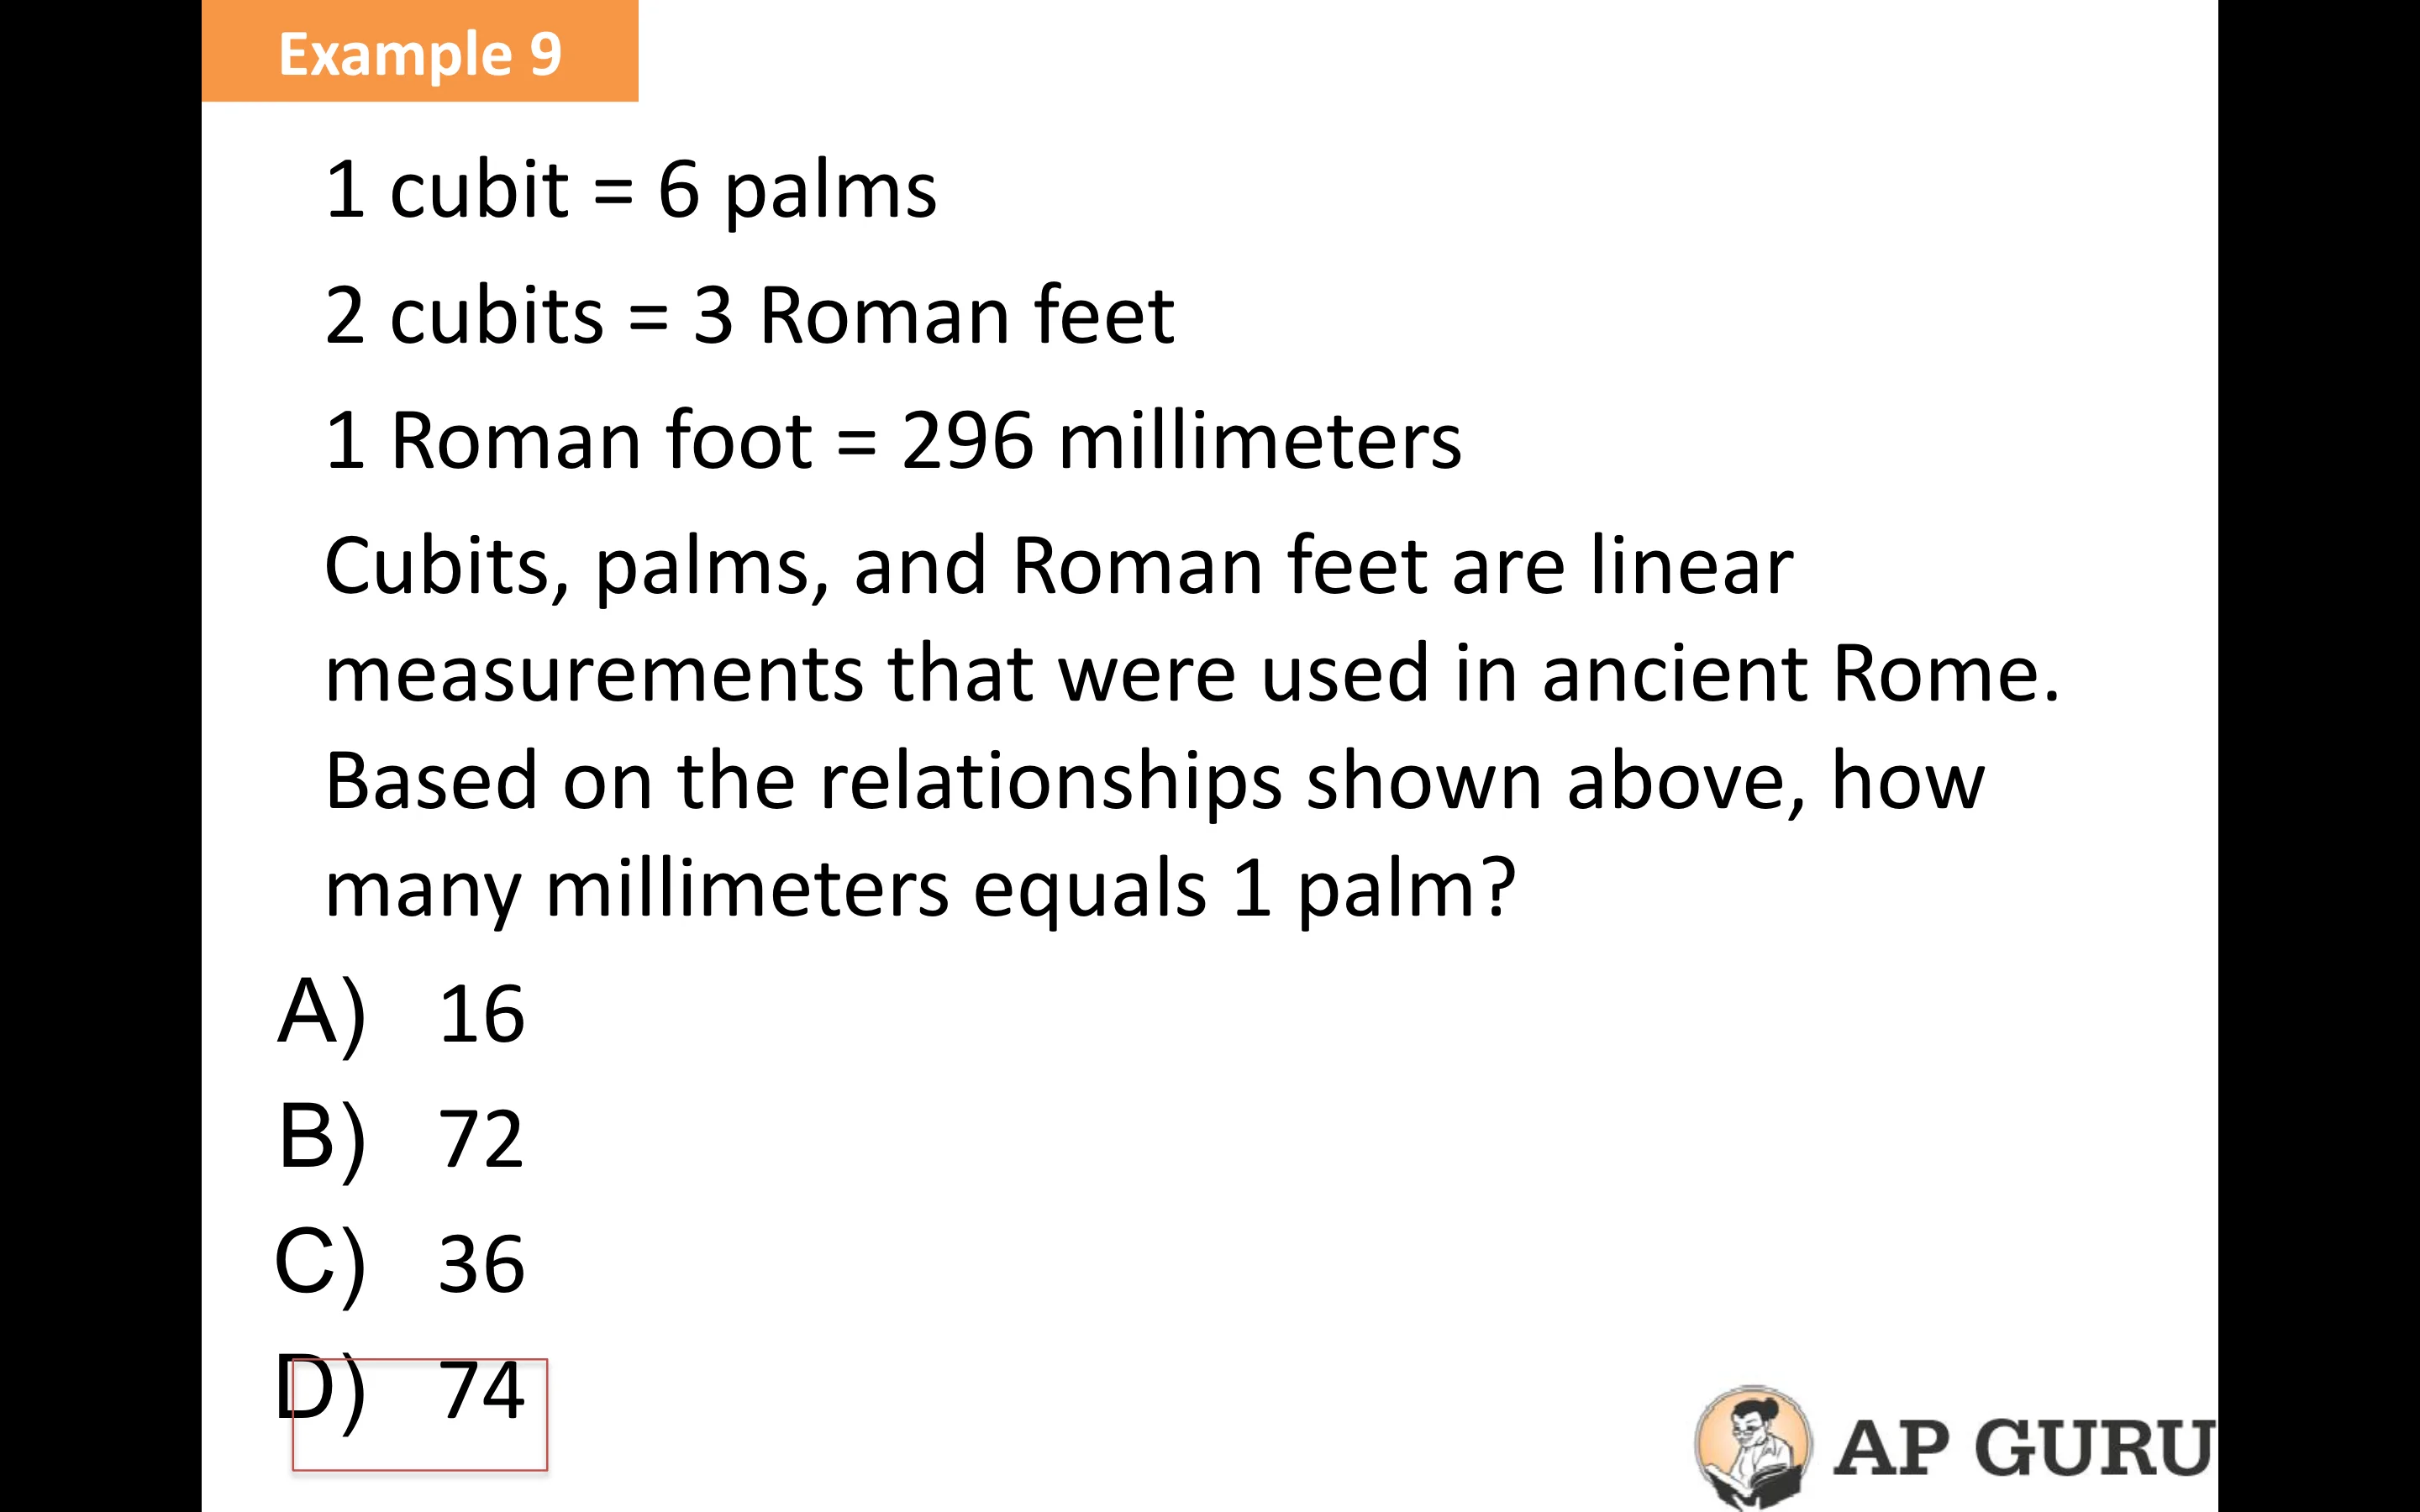 Example 9
1 cubit = 6 palms
2 cubits = 3 Roman feet
1 Roman foot = 296 millimeters
Cubits, palms, and Roman feet are linear
measurements that were used in ancient Rome.
Based on the relationships shown above, how
many millimeters equals 1 palm?
A) 16
B) 72
C) 36
D) 74
AP GURU